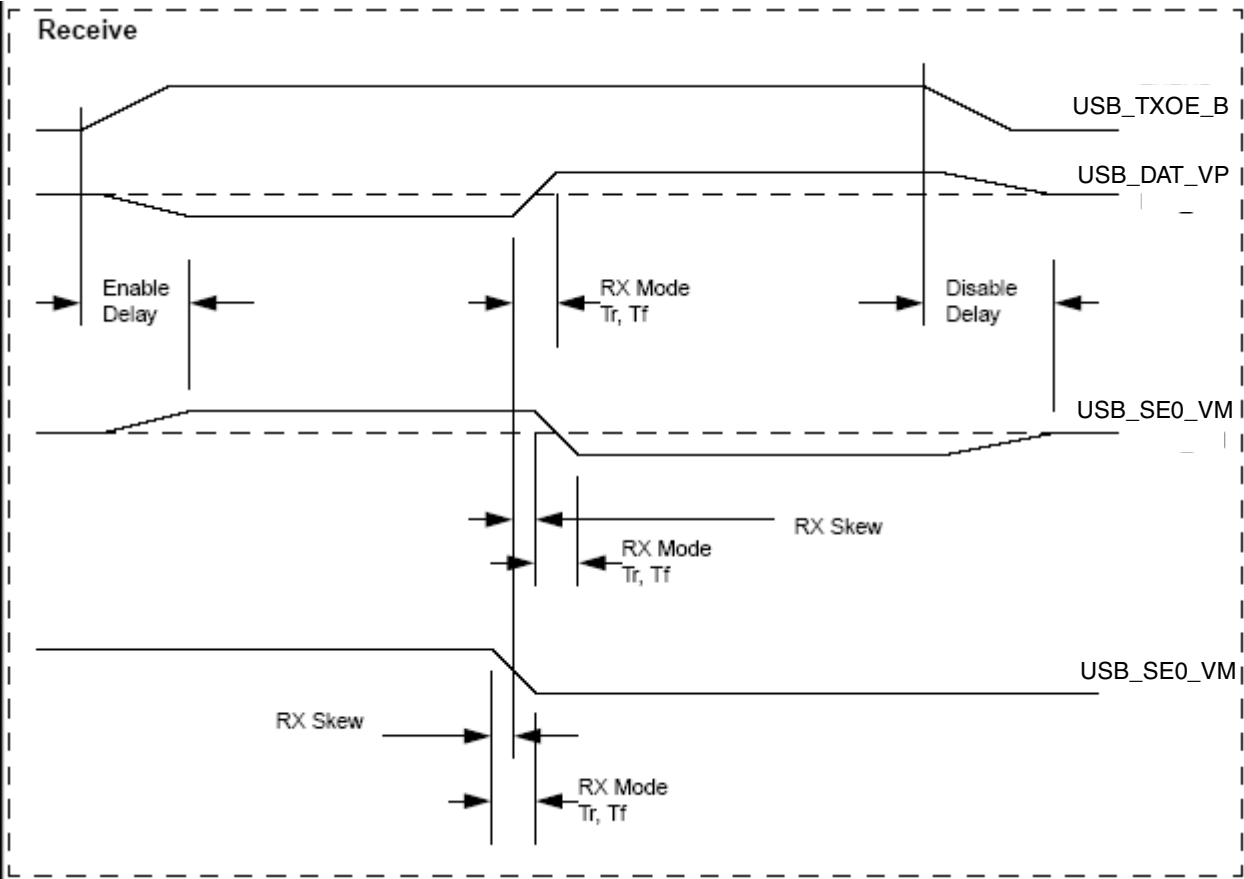 Receive
USB_TXOE_B
USB_DAT_VP
Enable
Delay
RX Mode
Tr, Tf
Disable
Delay
USB_SE0_VM
RX Skew
RX Mode
Tr, Tf
USB_SE0_VM
RX Skew
RX Mode
Tr, Tf